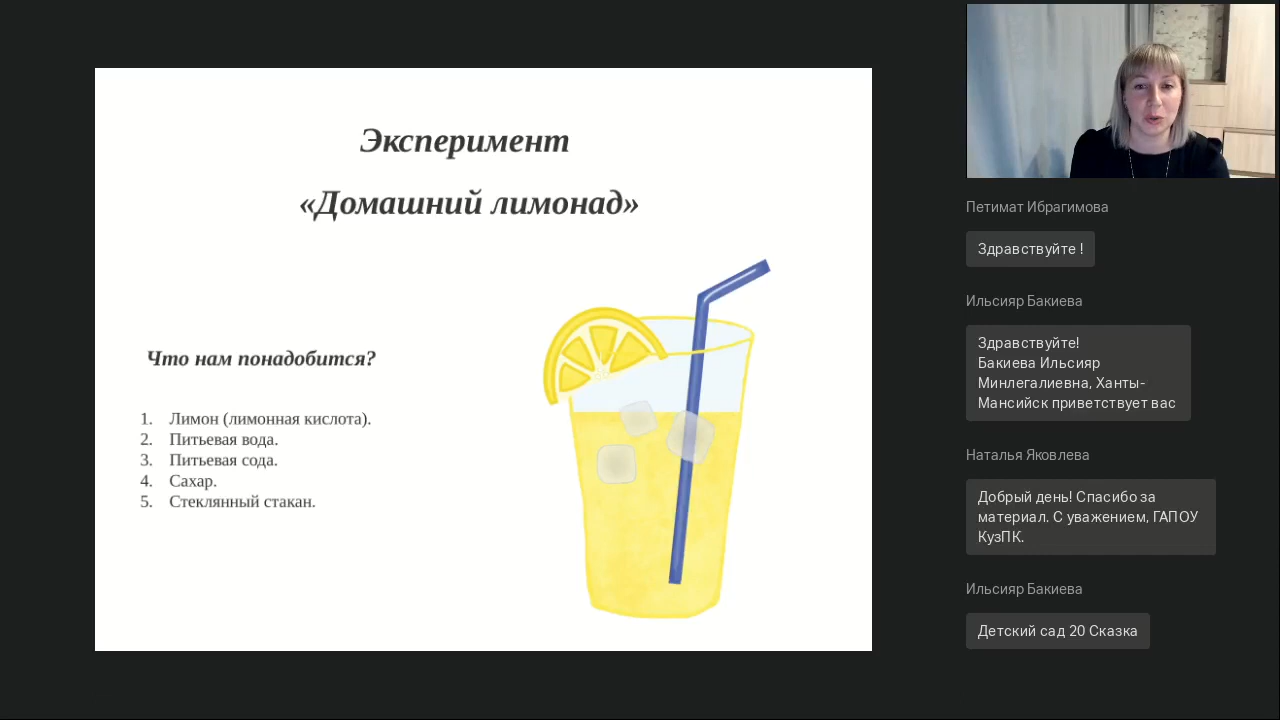 Эксперимент
«Домашний лимонад»
Что нам понадобится?
1. Лимон (лимонная кислота).
2. Питьевая вода.
3. Питьевая сода.
4. Сахар.
5. Стеклянный стакан.
Петимат Ибрагимова
Здравствуйте !
Ильсияр Бакиева
Здравствуйте!
Бакиева Ильсияр
Минлегалиевна, Ханты-
Мансийск приветствует вас
Наталья Яковлева
Добрый день! Спасибо за
материал. С уважением, ГАПОУ
КузПК.
Ильсияр Бакиева
Детский сад 20 Сказка